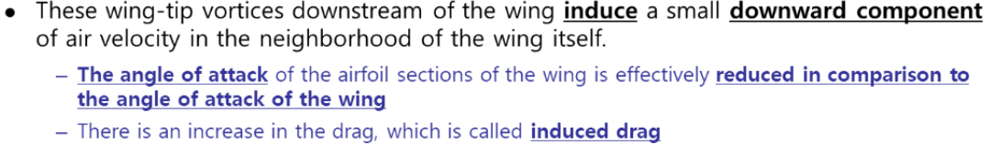 ● These wing-tip vortices downstream of the wing induce a small downward component
of air velocity in the neighborhood of the wing itself.
– The angle of attack of the airfoil sections of the wing is effectively reduced in comparison to
the angle of attack of the wing
– There is an increase in the drag, which is called induced drag